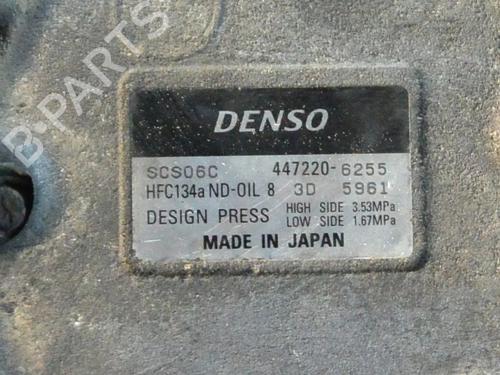 B-PARTS
DENSO
SCS06C 447220-6255
HFC134a ND-OIL 8 3D 5961
DESIGN PRESS HIGH SIDE 3.53MPa
LOW SIDE 1.67MPa
MADE IN JAPAN